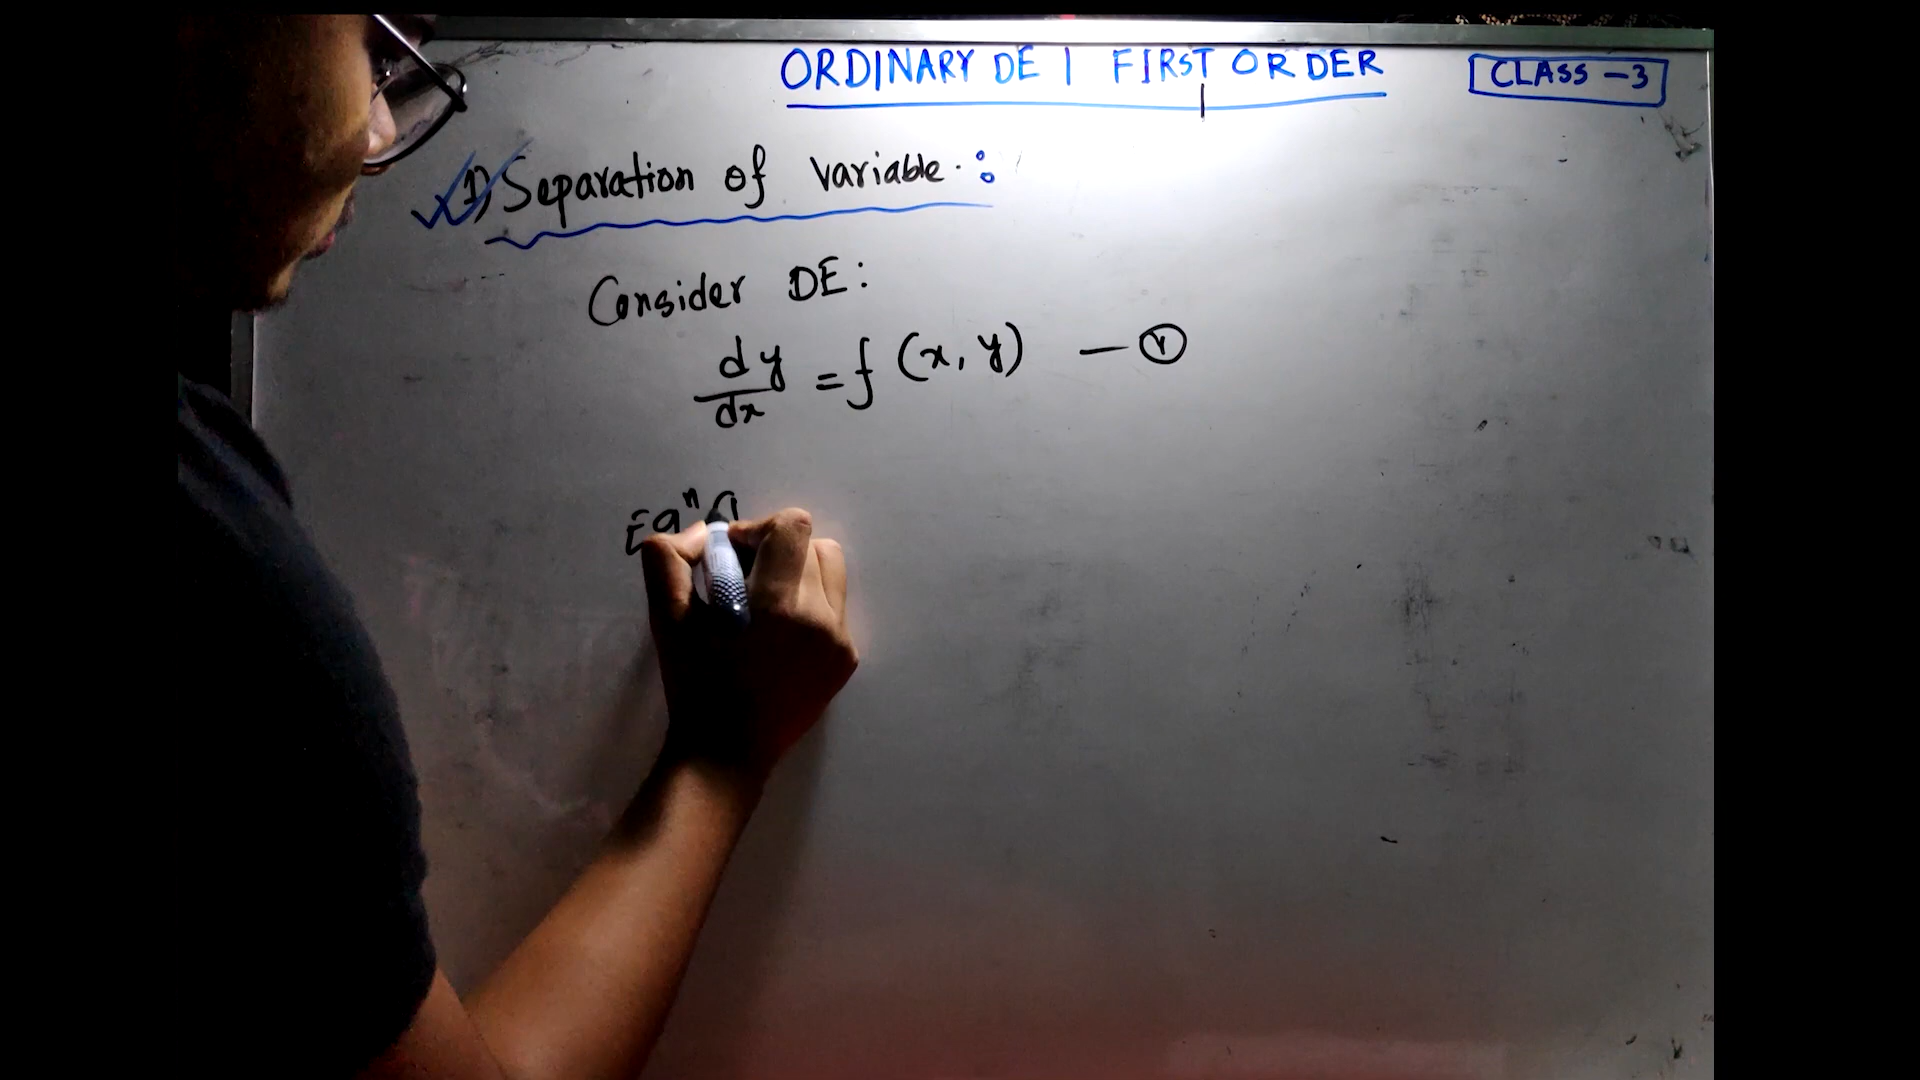 ORDINARY DE | FIRST ORDER
CLASS -3
1) Separation of variable :
Consider DE:
dy/dx = f (x, y) — ①
Eqⁿ